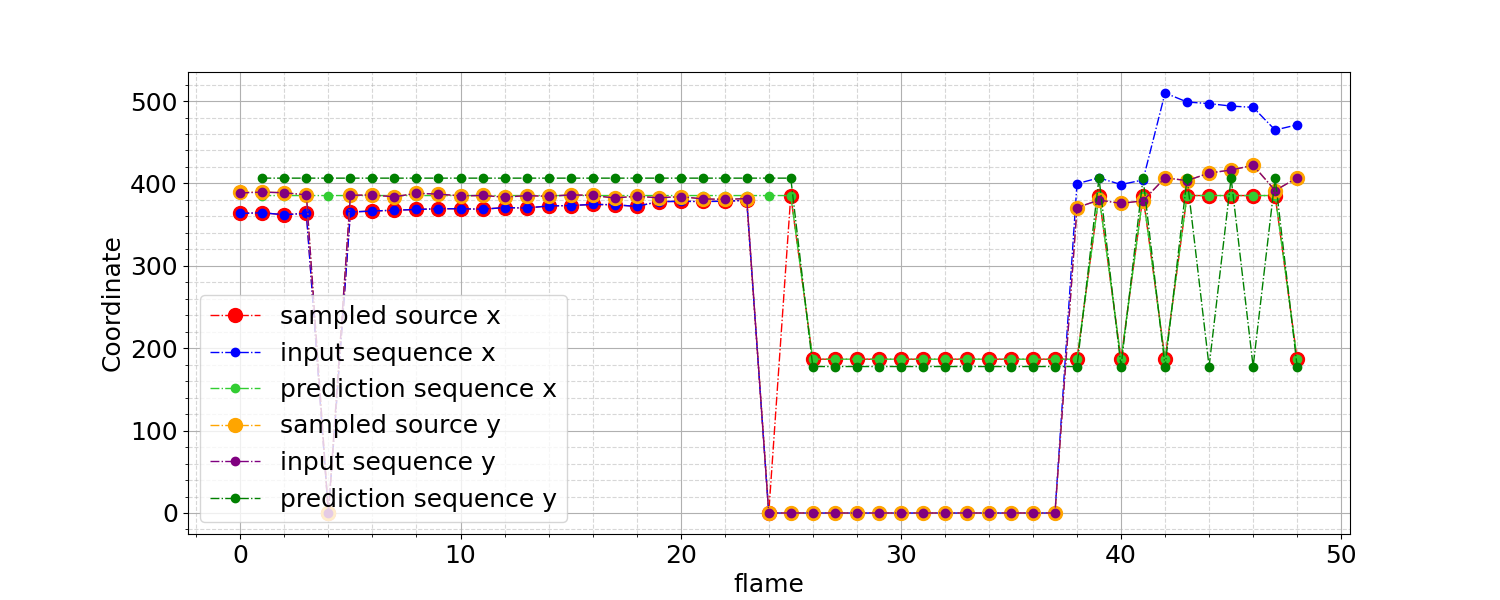 500
400
300
200
100
0
Coordinate
sampled source x
input sequence x
prediction sequence x
sampled source y
input sequence y
prediction sequence y
0 10 20 30 40 50
flame